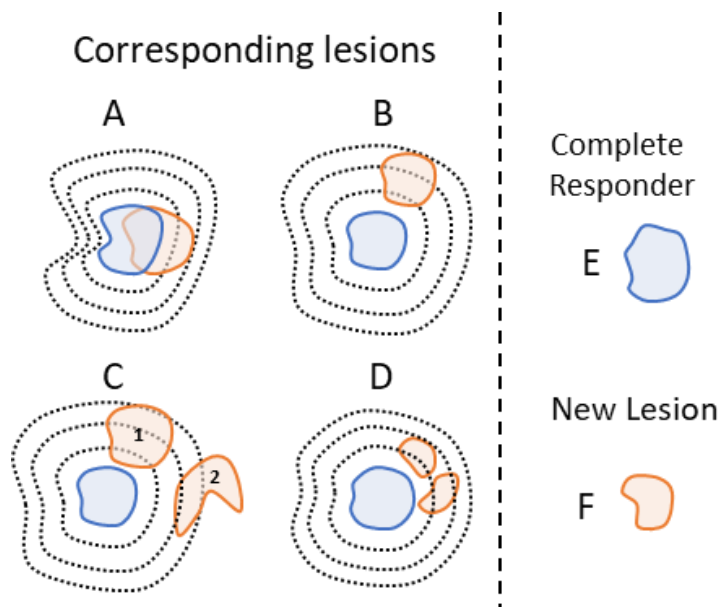 Corresponding lesions
A
B
C
1
2
D
Complete
Responder
E
New Lesion
F